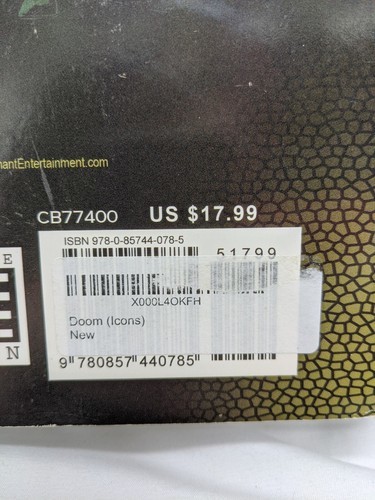 nantEntertainment.com
CB77400 US $17.99
ISBN 978-0-85744-078-5
51799
X000L4OKFH
Doom (Icons)
New
9 780857 440785
E
N